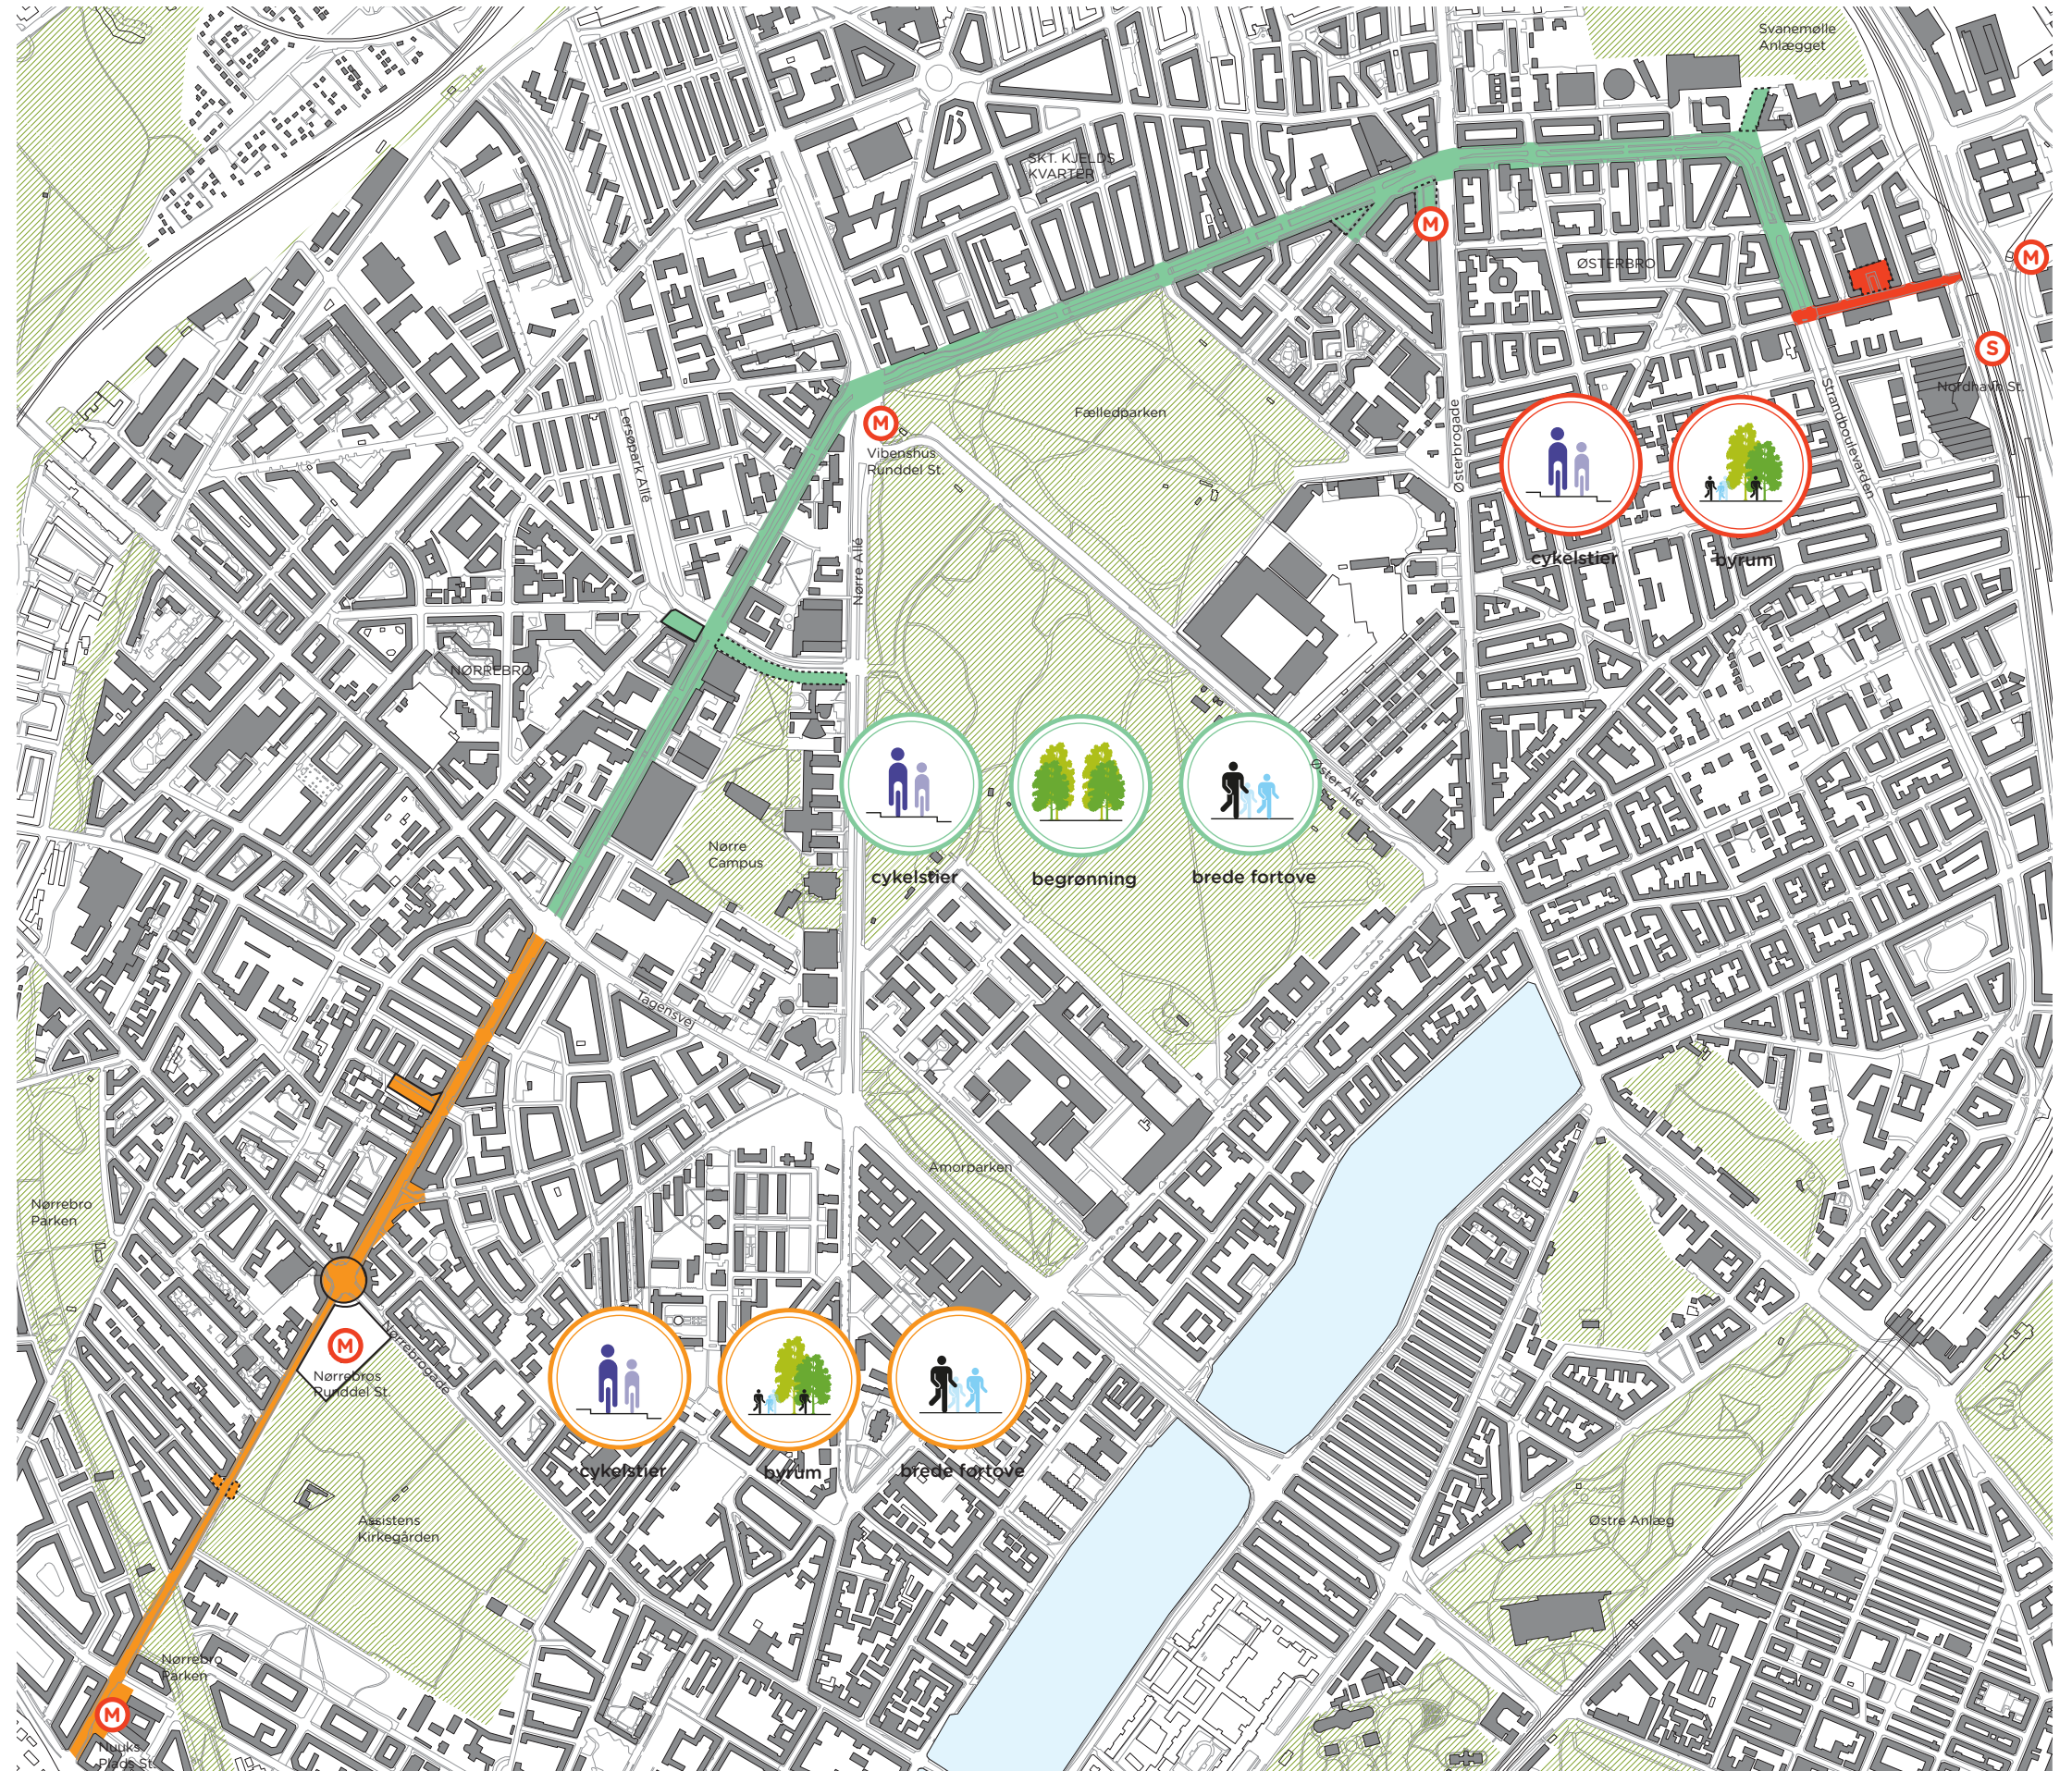 Svanemølle
Anlægget
SKT. KJELDS
KVARTER
M
ØSTERBRO
M
S
Nordhavn St.
Fælledparken
M
Vibenshus
Runddel St.
Lersøpark Allé
Østerbrogade
Strandboulevarden
cykelstier
byrum
Nørre Allé
NØRREBRO
Øster Allé
Nørre
Campus
cykelstier
begrønning
brede fortove
Tagensvej
Amorparken
Nørrebro
Parken
M
Nørrebros
Runddel St.
Nørrebrogade
cykelstier
byrum
brede fortove
Assistens
Kirkegården
Østre Anlæg
Nørrebro
Parken
M
Nuuks
Plads St.